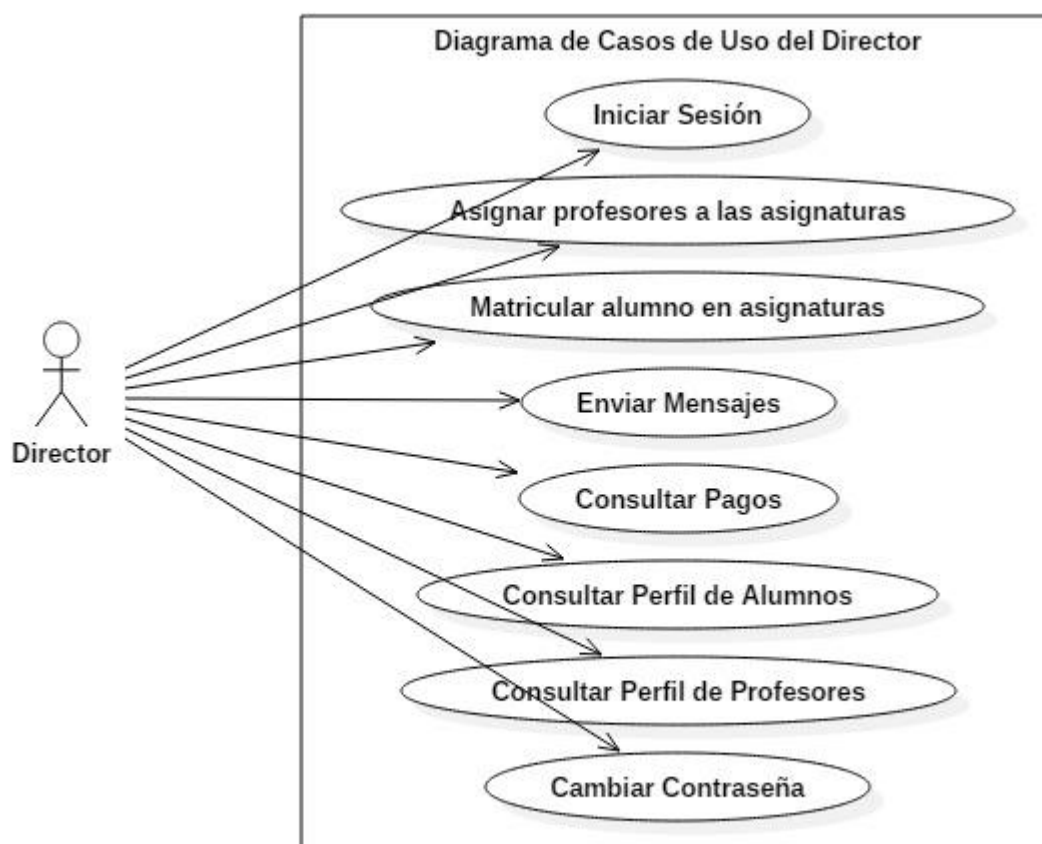 Diagrama de Casos de Uso del Director
Iniciar Sesión
Asignar profesores a las asignaturas
Matricular alumno en asignaturas
Enviar Mensajes
Director
Consultar Pagos
Consultar Perfil de Alumnos
Consultar Perfil de Profesores
Cambiar Contraseña